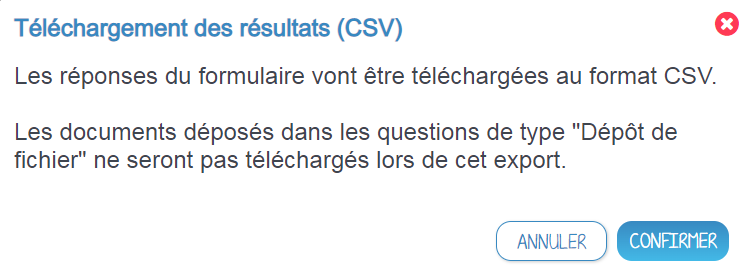 Téléchargement des résultats (CSV)
Les réponses du formulaire vont être téléchargées au format CSV.
Les documents déposés dans les questions de type "Dépôt de
fichier" ne seront pas téléchargés lors de cet export.
ANNULER CONFIRMER